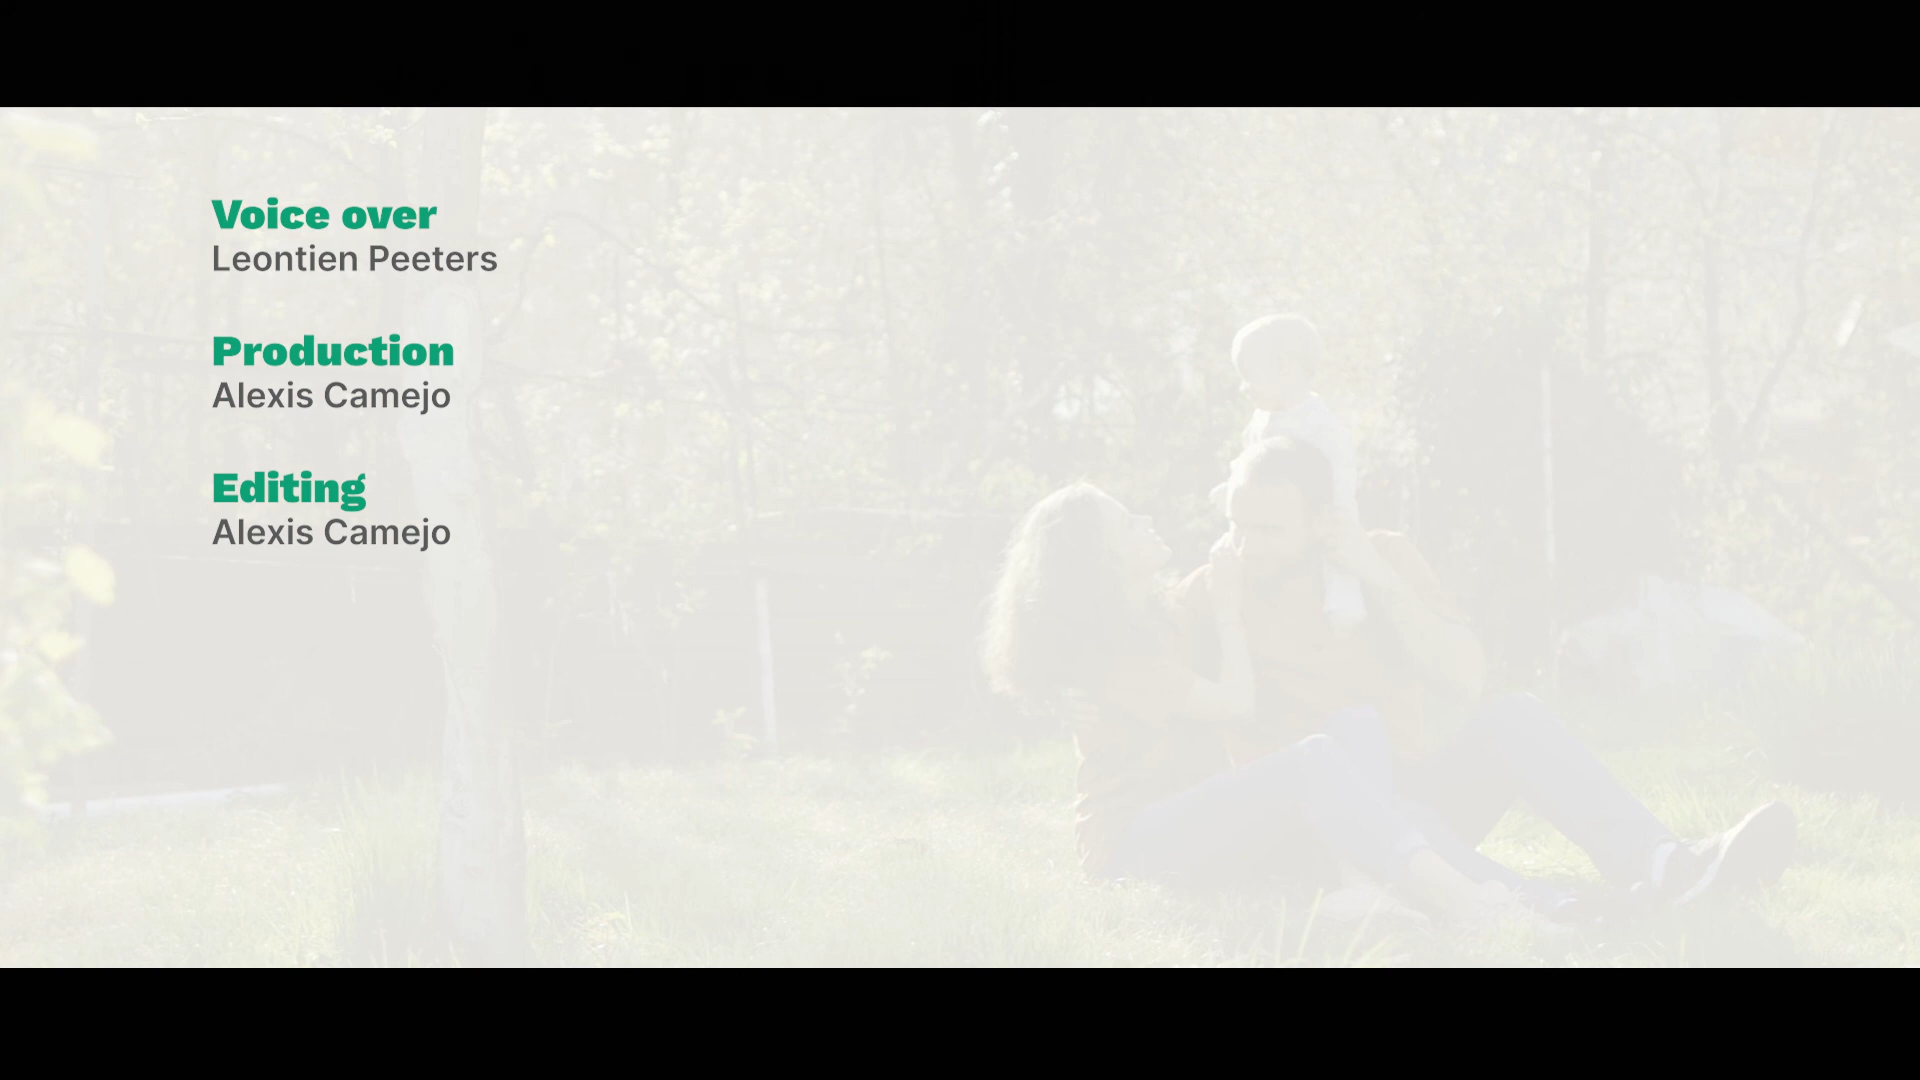 Voice over
Leontien Peeters
Production
Alexis Camejo
Editing
Alexis Camejo